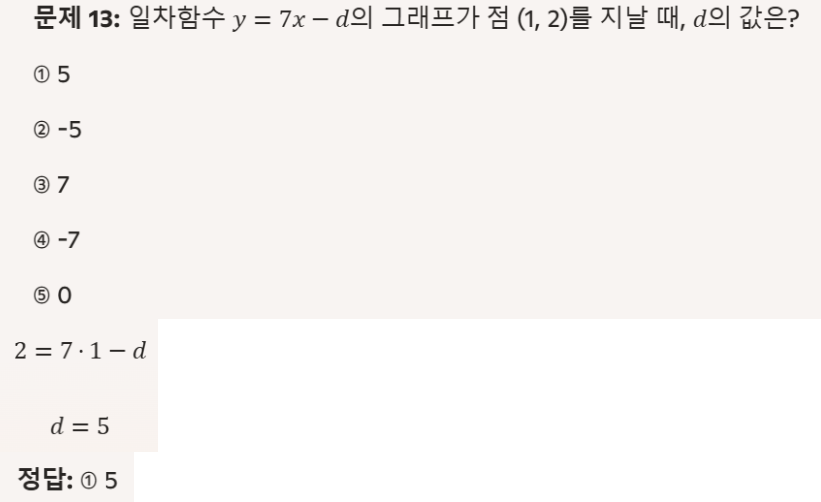 문제 13: 일차함수 y = 7x − d의 그래프가 점 (1, 2)를 지날 때, d의 값은?
① 5
② -5
③ 7
④ -7
⑤ 0
2 = 7 · 1 − d
d = 5
정답: ① 5